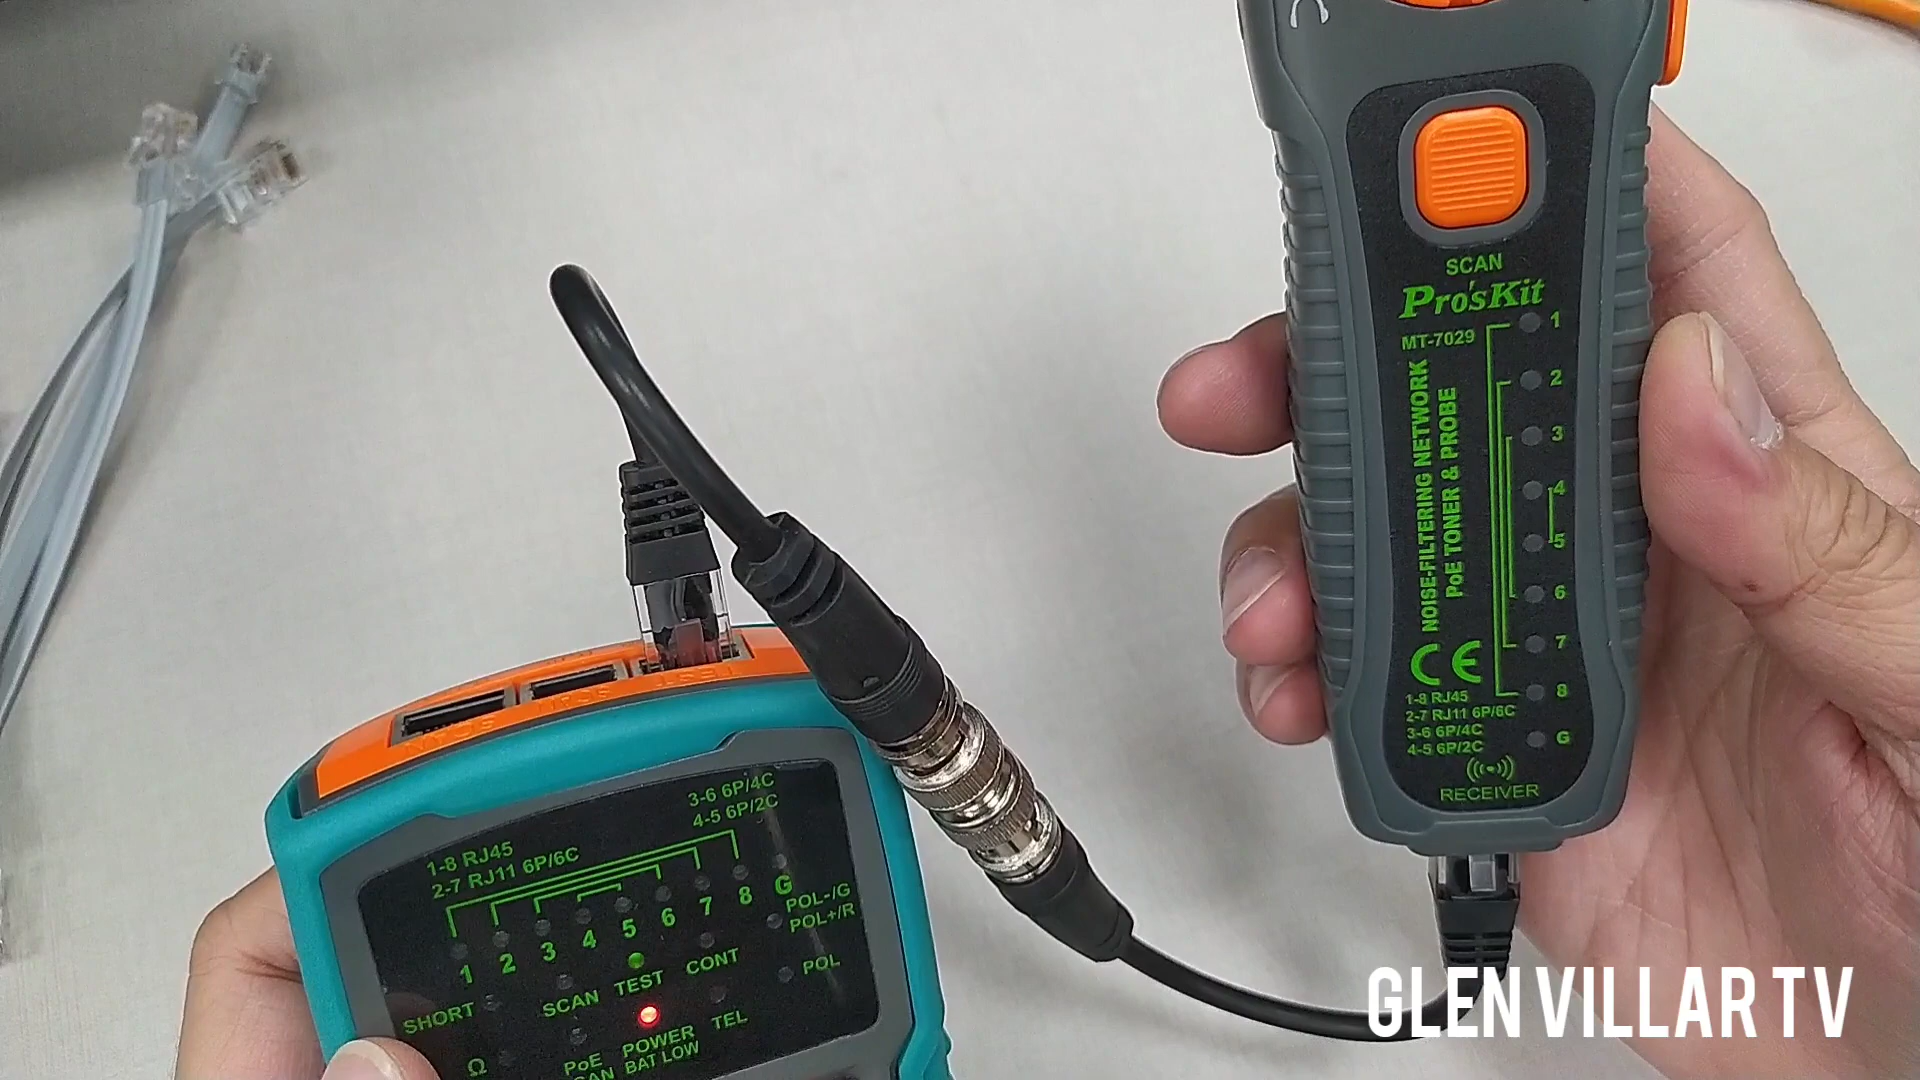 SCAN
Pro'sKit
MT-7029
NOISE-FILTERING NETWORK
PoE TONER & PROBE
1
2
3
4
5
6
7
8
G
CE
1-8 RJ45
2-7 RJ11 6P/6C
3-6 6P/4C
4-5 6P/2C
RECEIVER
SCAN
SCAN
TEST
3-6 6P/4C
4-5 6P/2C
1-8 RJ45
2-7 RJ11 6P/6C
1 2 3 4 5 6 7 8 G
POL-/G
POL+/R
SHORT SCAN TEST CONT POL
Ω PoE POWER TEL
BAT LOW
GLEN VILLAR TV